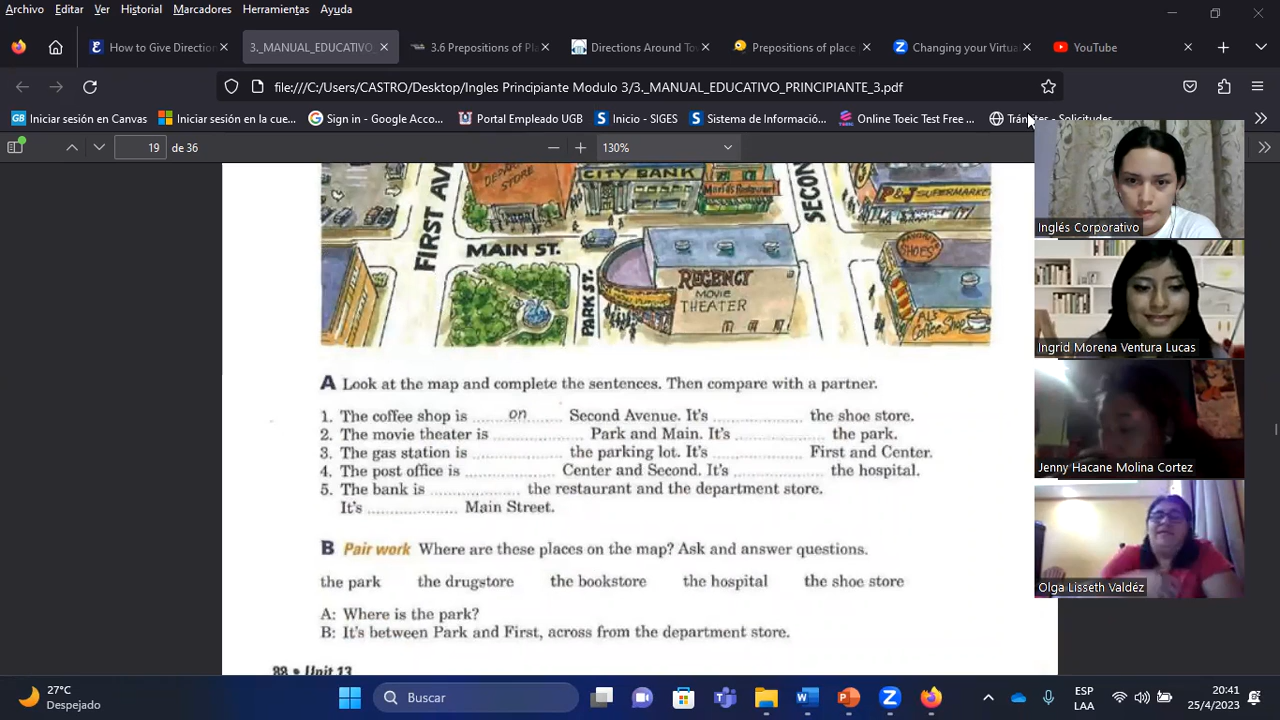 Archivo Editar Ver Historial Marcadores Herramientas Ayuda
How to Give Direction
3._MANUAL_EDUCATIVO
3.6 Prepositions of Pl
Directions Around To
Prepositions of place
Changing your Virtua
YouTube
file:///C:/Users/CASTRO/Desktop/Ingles Principiante Modulo 3/3._MANUAL_EDUCATIVO_PRINCIPIANTE_3.pdf
Iniciar sesión en Canvas
Iniciar sesión en la cue...
Sign in - Google Acco...
Portal Empleado UGB
Inicio - SIGES
Sistema de Informació...
Online Toeic Test Free ...
Trámites - Solicitudes
19 de 36
130%
DEPARTMENT STORE
CITY BANK
Maria's Restaurant
P&J SUPERMARKET
FIRST AV
SECON
MAIN ST.
PARK ST.
REGENCY
MOVIE
THEATER
FAVORITE SHOES
AL'S
Coffee Shop
A Look at the map and complete the sentences. Then compare with a partner.
1. The coffee shop is on Second Avenue. It's ............ the shoe store.
2. The movie theater is ............ Park and Main. It's ............ the park.
3. The gas station is ............ the parking lot. It's ............ First and Center.
4. The post office is ............ Center and Second. It's ............ the hospital.
5. The bank is ............ the restaurant and the department store.
It's ............ Main Street.
B Pair work Where are these places on the map? Ask and answer questions.
the park the drugstore the bookstore the hospital the shoe store
A: Where is the park?
B: It's between Park and First, across from the department store.
88 • Unit 13
Inglés Corporativo
Ingrid Morena Ventura Lucas
Jenny Hacane Molina Cortez
Olga Lisseth Valdéz
27°C
Despejado
Buscar
ESP
LAA
20:41
25/4/2023